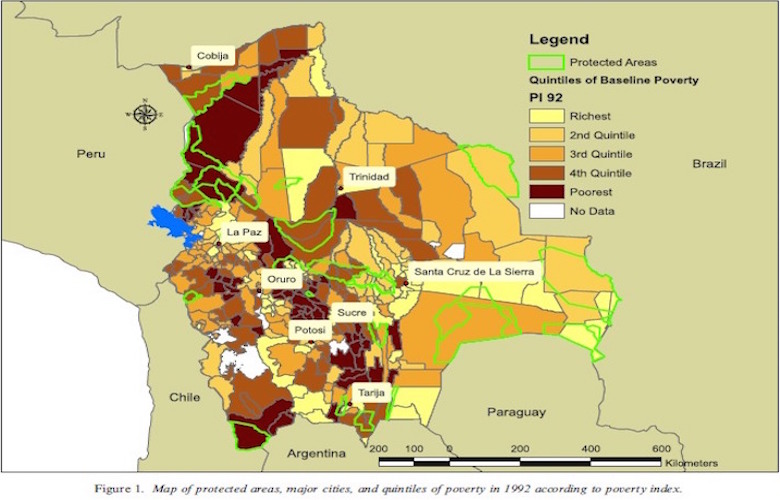 Cobija
Legend
Protected Areas
Quintiles of Baseline Poverty
PI 92
Richest
2nd Quintile
3rd Quintile
4th Quintile
Poorest
No Data
N
W E
S
Peru
Brazil
Trinidad
La Paz
Santa Cruz de La Sierra
Oruro
Sucre
Potosi
Tarija
Chile
Paraguay
Argentina
200 100 0 200 400 600
Kilometers
Figure 1. Map of protected areas, major cities, and quintiles of poverty in 1992 according to poverty index.